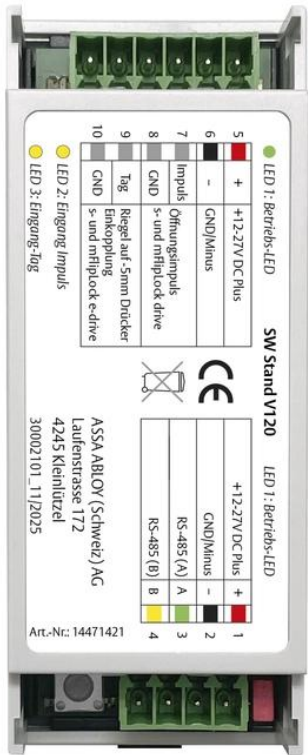 LED 1: Betriebs-LED
SW Stand V120
LED 1: Betriebs-LED
5 + +12-27V DC Plus
6 – GND/Minus
7 Impuls Öffnungsimpuls
8 GND s- und mFlipLock drive
9 Tag Riegel auf -5mm Drücker
Einkopplung
10 GND s- und mFlipLock e-drive
LED 2: Eingang Impuls
LED 3: Eingang-Tag
CE
+12-27V DC Plus + 1
GND/Minus – 2
RS-485 (A) A 3
RS-485 (B) B 4
ASSA ABLOY (Schweiz) AG
Laufenstrasse 172
4245 Kleinlützel
30002101_11/2025
Art.-Nr.: 14471421